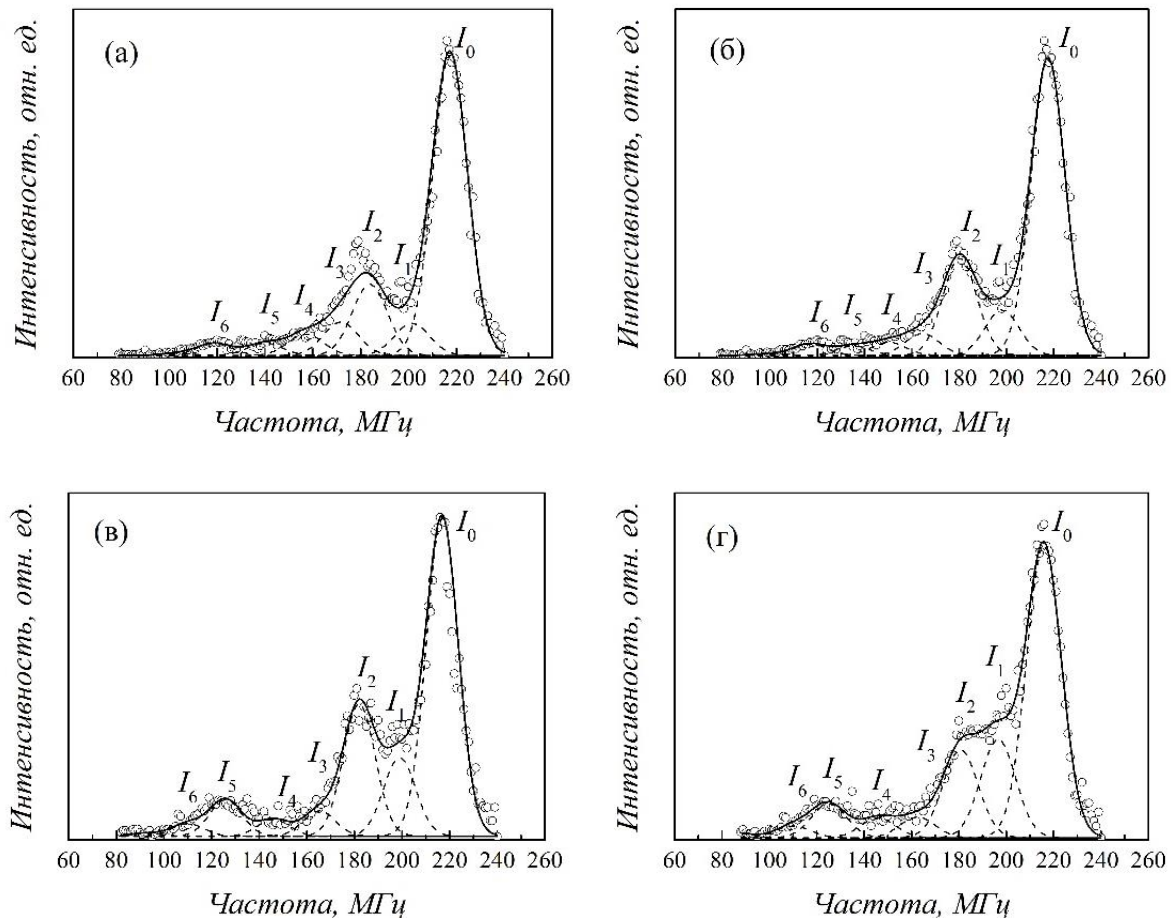 (а)
Интенсивность, отн. ед.
I₆ I₅ I₄ I₃ I₂ I₁ I₀
60 80 100 120 140 160 180 200 220 240 260
Частота, МГц
(б)
Интенсивность, отн. ед.
I₆ I₅ I₄ I₃ I₂ I₁ I₀
60 80 100 120 140 160 180 200 220 240 260
Частота, МГц
(в)
Интенсивность, отн. ед.
I₆ I₅ I₄ I₃ I₂ I₁ I₀
60 80 100 120 140 160 180 200 220 240 260
Частота, МГц
(г)
Интенсивность, отн. ед.
I₆ I₅ I₄ I₃ I₂ I₁ I₀
60 80 100 120 140 160 180 200 220 240 260
Частота, МГц